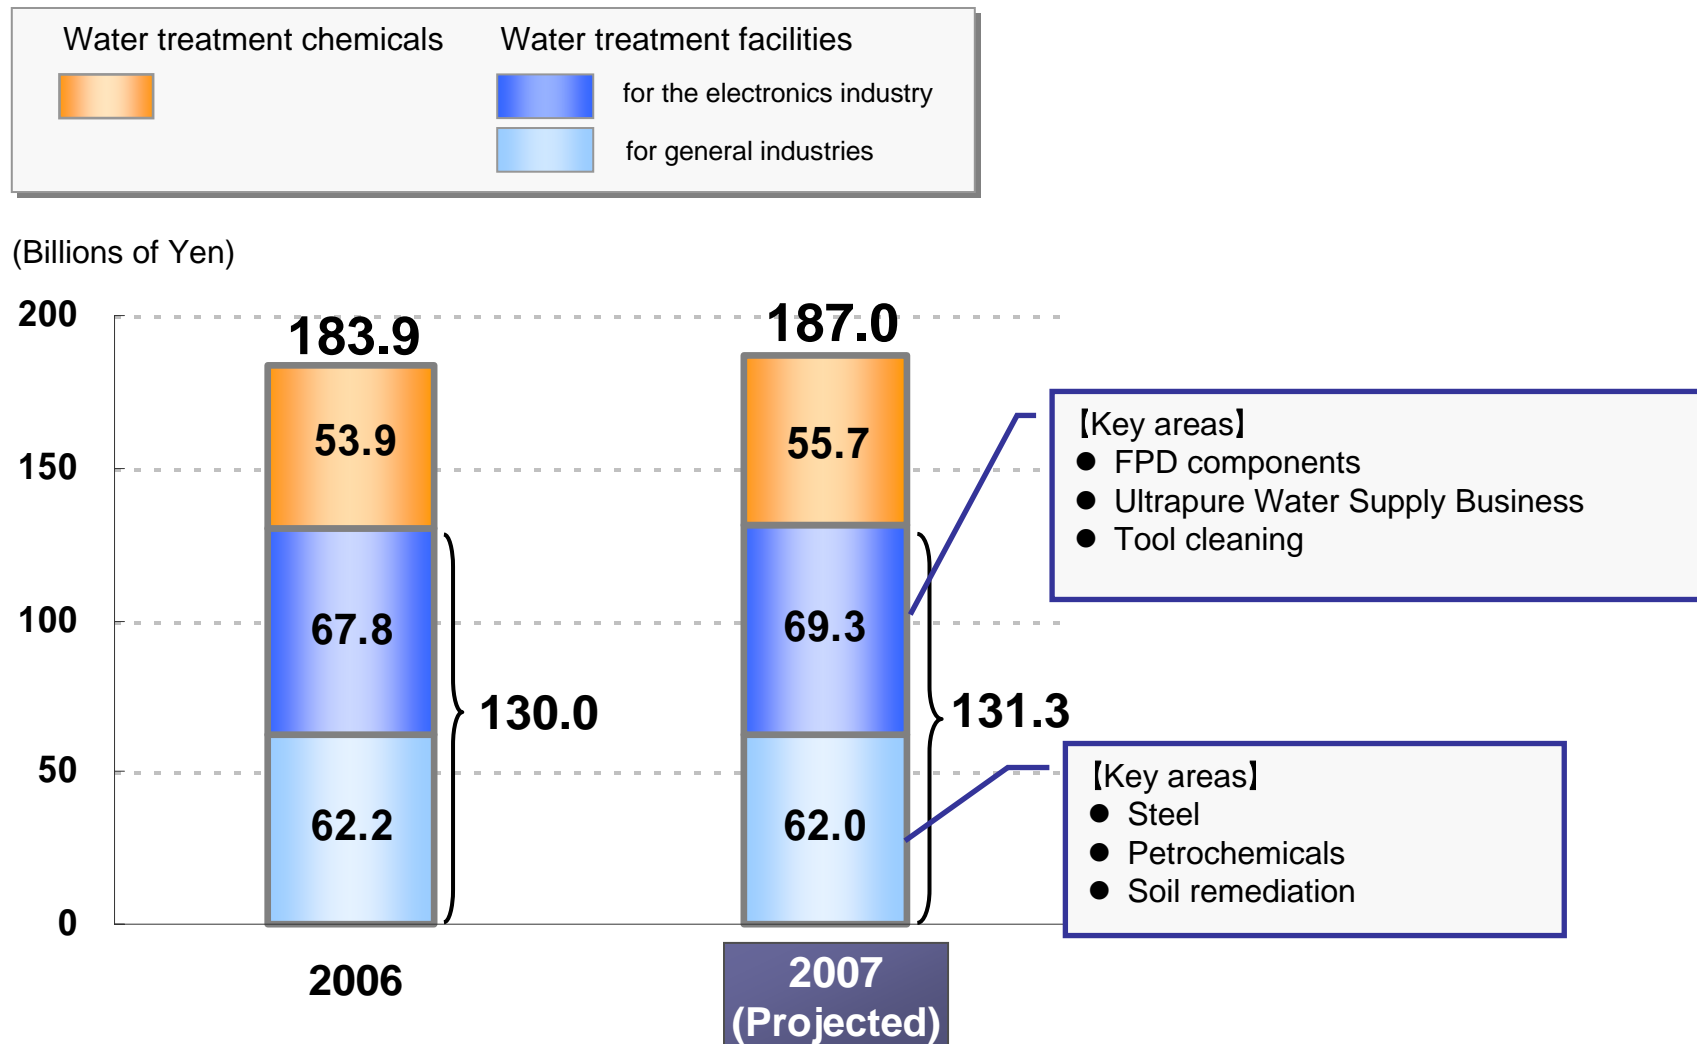 Water treatment chemicals
Water treatment facilities
for the electronics industry
for general industries
(Billions of Yen)
200
150
100
50
0
183.9
53.9
67.8
62.2
130.0
2006
187.0
55.7
69.3
62.0
131.3
2007
(Projected)
【Key areas】
● FPD components
● Ultrapure Water Supply Business
● Tool cleaning
【Key areas】
● Steel
● Petrochemicals
● Soil remediation